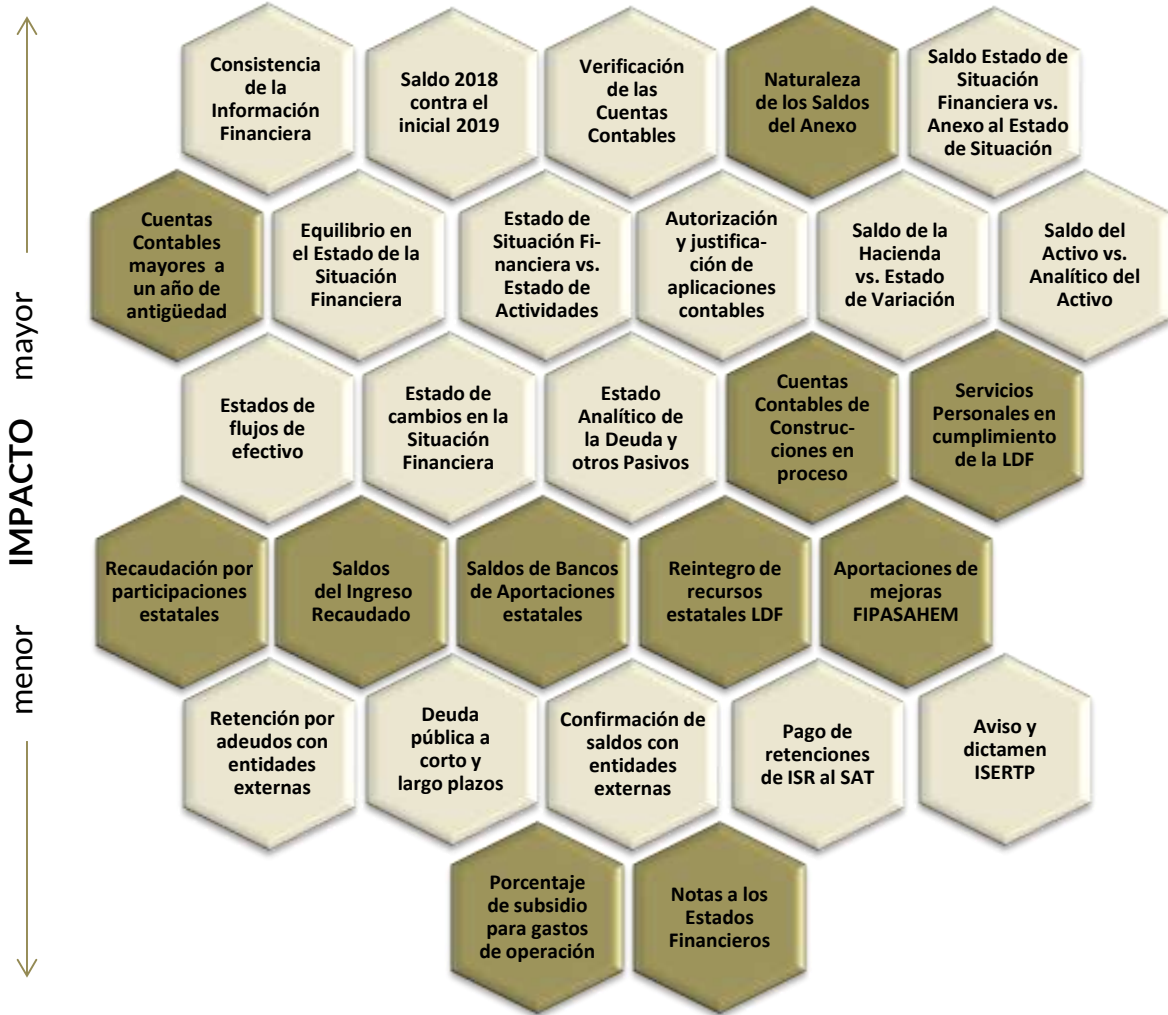 Consistencia
de la
Información
Financiera
Saldo 2018
contra el
inicial 2019
Verificación
de las
Cuentas
Contables
Naturaleza
de los Saldos
del Anexo
Saldo Estado de
Situación
Financiera vs.
Anexo al Estado
de Situación
Cuentas
Contables
mayores a
un año de
antigüedad
Equilibrio en
el Estado de la
Situación
Financiera
Estado de
Situación Fi-
nanciera vs.
Estado de
Actividades
Autorización
y justifica-
ción de
aplicaciones
contables
Saldo de la
Hacienda
vs. Estado
de Variación
Saldo del
Activo vs.
Analítico del
Activo
Estados de
flujos de
efectivo
Estado de
cambios en la
Situación
Financiera
Estado
Analítico de
la Deuda y
otros Pasivos
Cuentas
Contables de
Construc-
ciones en
proceso
Servicios
Personales en
cumplimiento
de la LDF
Recaudación por
participaciones
estatales
Saldos
del Ingreso
Recaudado
Saldos de Bancos
de Aportaciones
estatales
Reintegro de
recursos
estatales LDF
Aportaciones de
mejoras
FIPASAHEM
Retención por
adeudos con
entidades
externas
Deuda
pública a
corto y
largo plazos
Confirmación de
saldos con
entidades
externas
Pago de
retenciones
de ISR al SAT
Aviso y
dictamen
ISERTP
Porcentaje
de subsidio
para gastos
de operación
Notas a los
Estados
Financieros
menor
IMPACTO
mayor